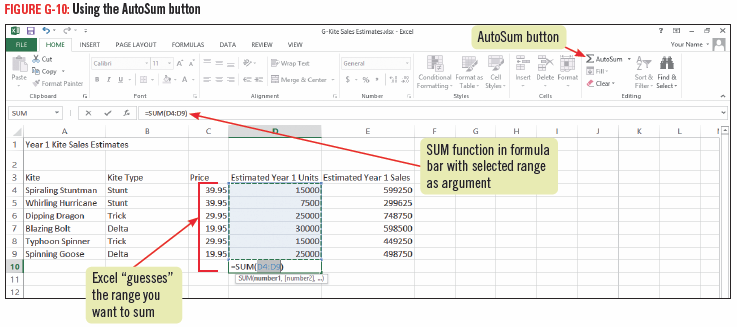 FIGURE G-10: Using the AutoSum button
G-Kite Sales Estimates.xlsx - Excel
AutoSum button
FILE HOME INSERT PAGE LAYOUT FORMULAS DATA REVIEW VIEW
Your Name
Paste
Cut
Copy
Format Painter
Clipboard
Calibri 11
B I U
Font
Wrap Text
Merge & Center
Alignment
General
$ % ,
Number
Conditional Formatting
Format as Table
Cell Styles
Styles
Insert Delete Format
Cells
AutoSum
Fill
Clear
Sort & Filter
Find & Select
Editing
SUM =SUM(D4:D9)
A B C D E F G H I J K L
1 Year 1 Kite Sales Estimates
2
SUM function in formula
bar with selected range
as argument
3 Kite Kite Type Price Estimated Year 1 Units Estimated Year 1 Sales
4 Spiraling Stuntman Stunt 39.95 15000 599250
5 Whirling Hurricane Stunt 39.95 7500 299625
6 Dipping Dragon Trick 29.95 25000 748750
7 Blazing Bolt Delta 19.95 30000 598500
8 Typhoon Spinner Trick 29.95 15000 449250
9 Spinning Goose Delta 19.95 25000 498750
10 =SUM(D4:D9)
11 SUM(number1, [number2], ...)
12
Excel “guesses”
the range you
want to sum